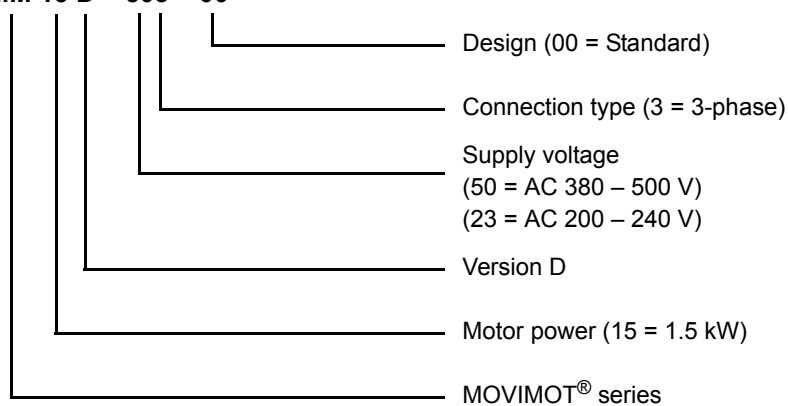 Design (00 = Standard)
Connection type (3 = 3-phase)
Supply voltage
(50 = AC 380 – 500 V)
(23 = AC 200 – 240 V)
Version D
Motor power (15 = 1.5 kW)
MOVIMOT® series